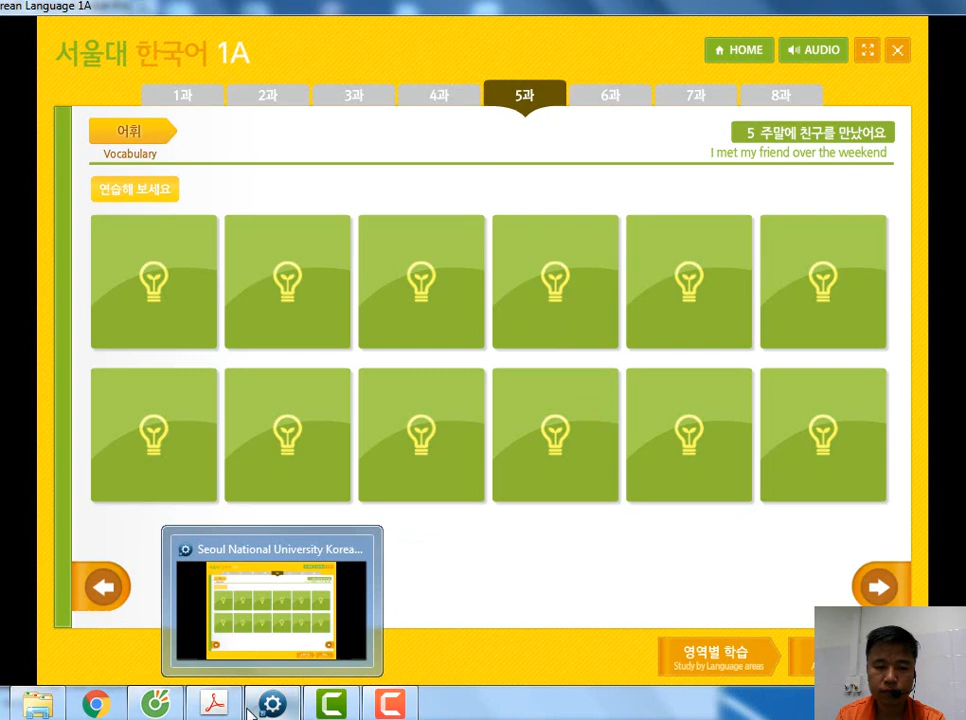 rean Language 1A
서울대 한국어 1A
HOME
AUDIO
1과
2과
3과
4과
5과
6과
7과
8과
어휘
Vocabulary
5 주말에 친구를 만났어요
I met my friend over the weekend
연습해 보세요
Seoul National University Korea...
영역별 학습
Study by Language areas